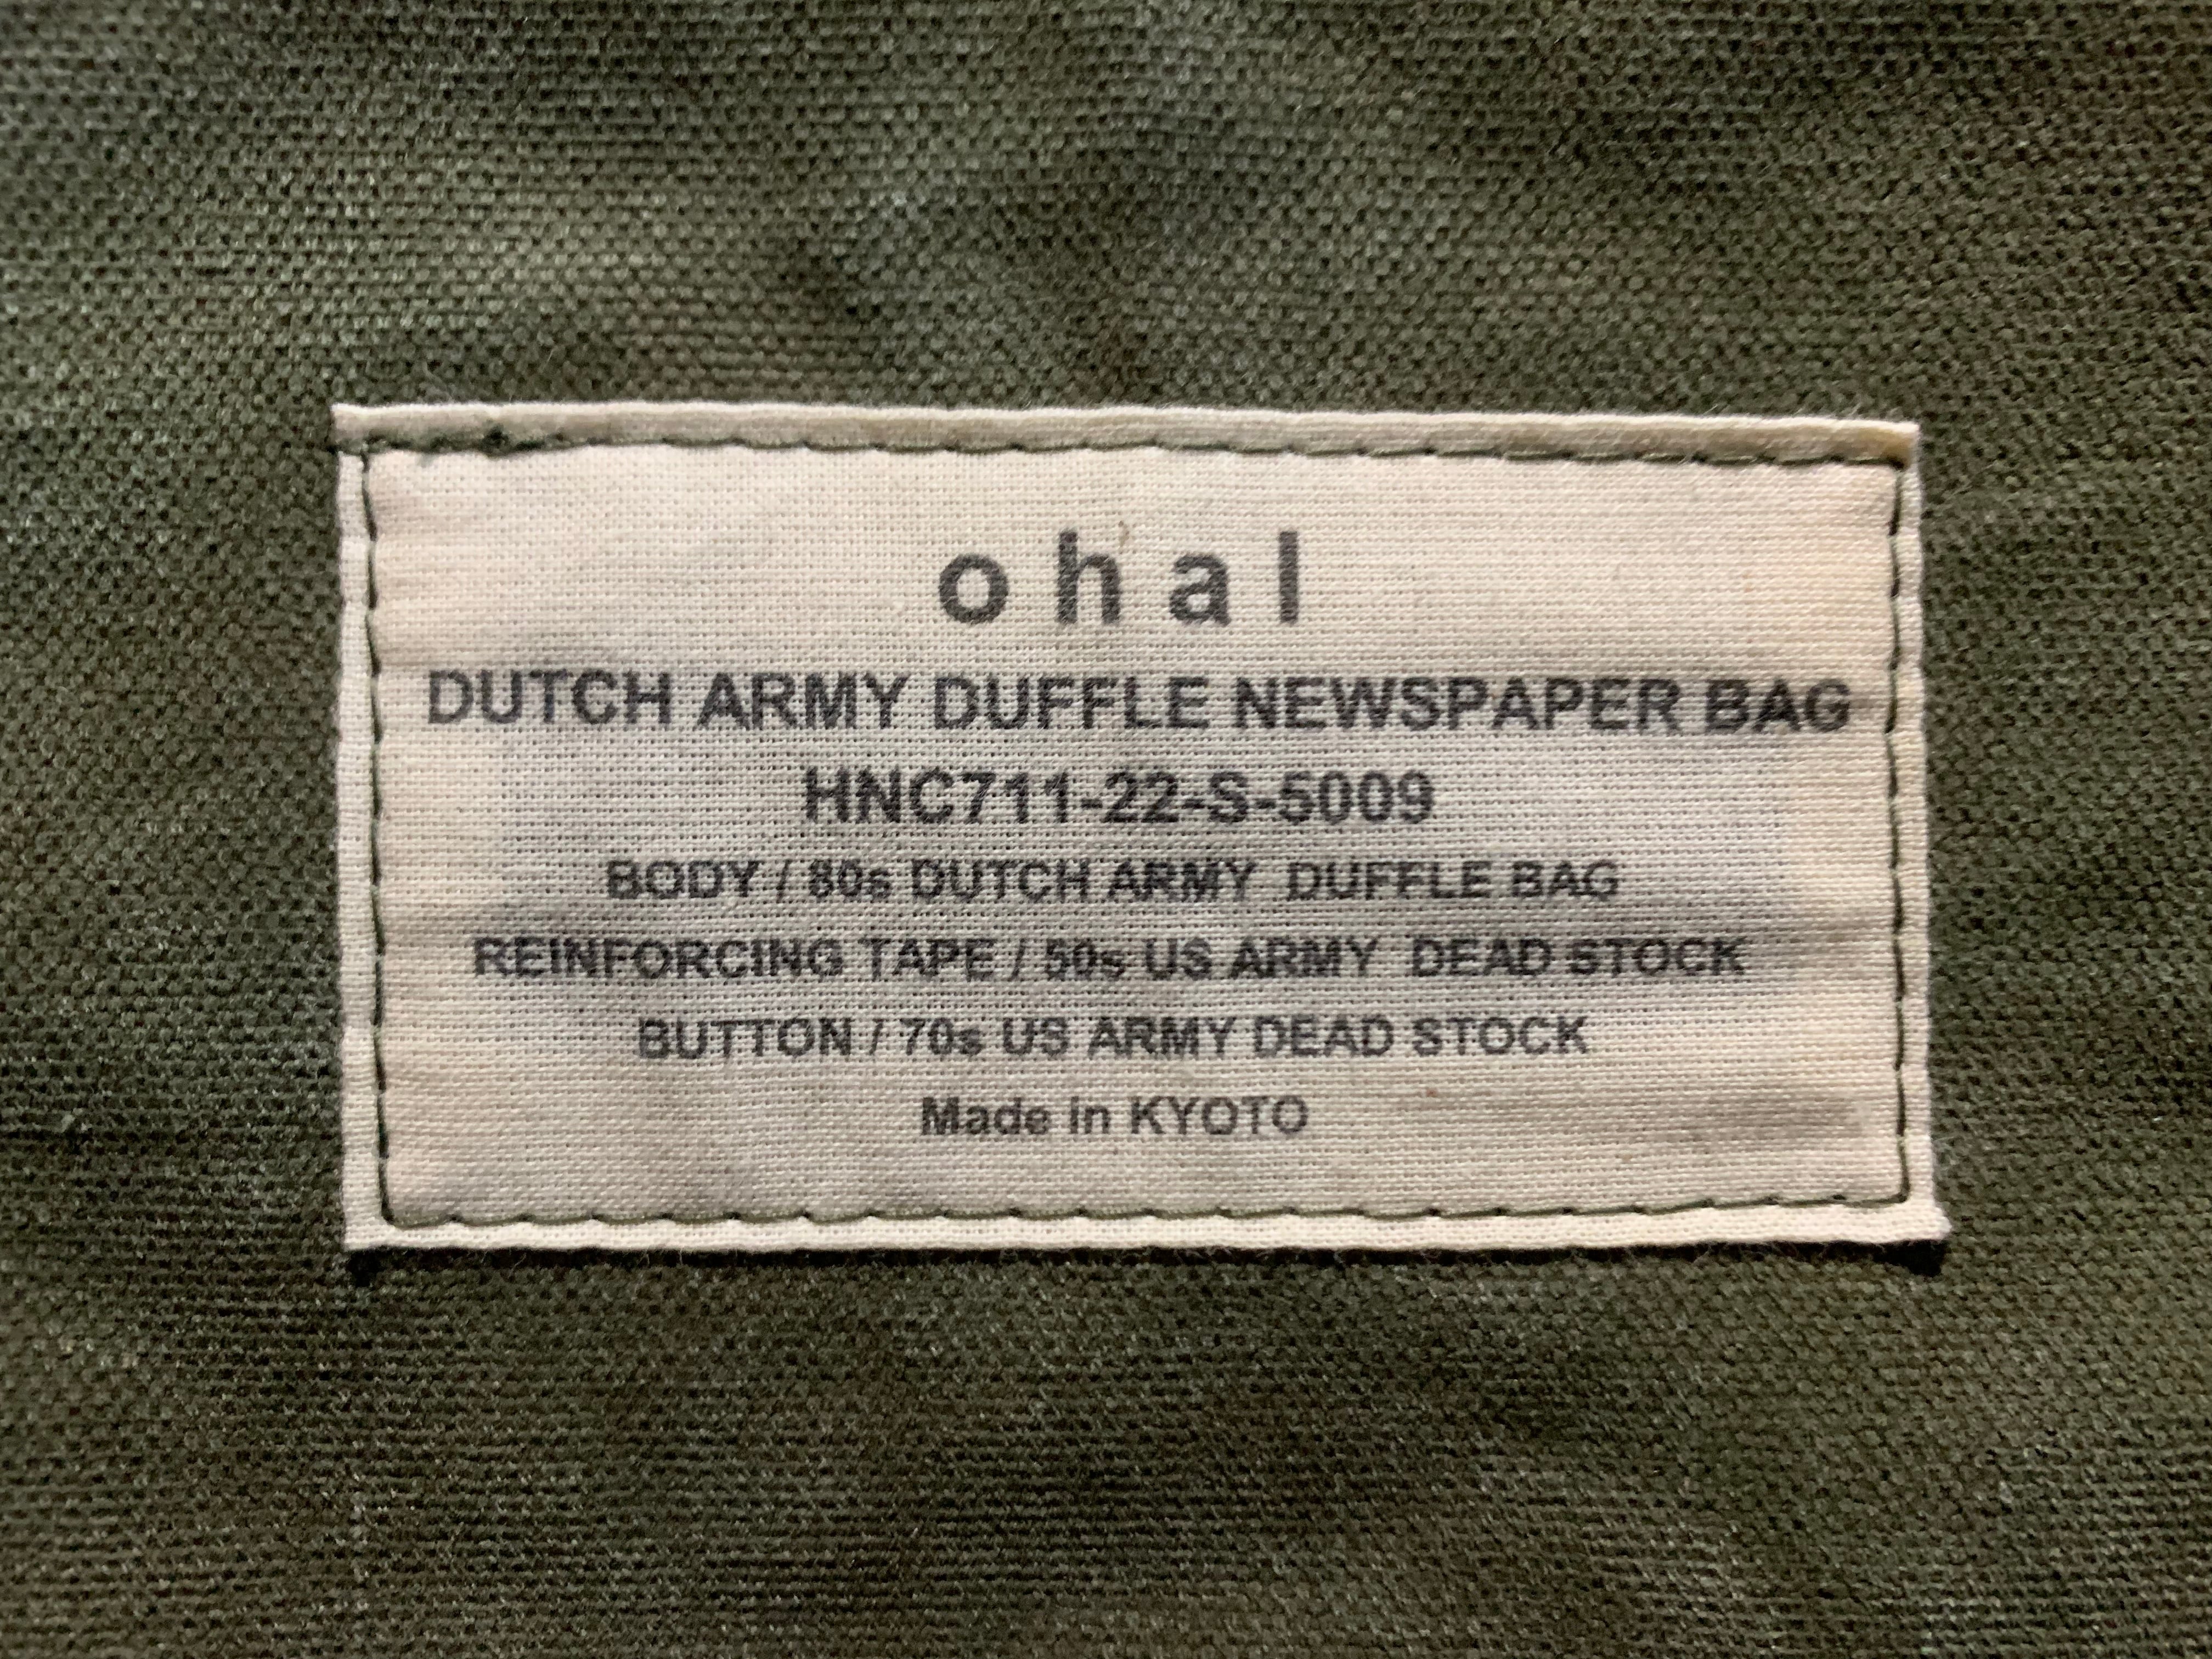 ohal
DUTCH ARMY DUFFLE NEWSPAPER BAG
HNC711-22-S-5009
BODY / 80s DUTCH ARMY DUFFLE BAG
REINFORCING TAPE / 50s US ARMY DEAD STOCK
BUTTON / 70s US ARMY DEAD STOCK
Made in KYOTO